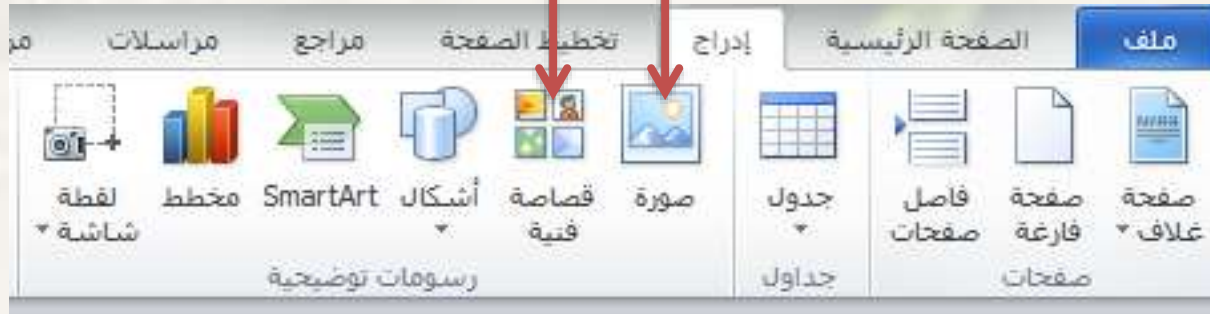 ملف الصفحة الرئيسية إدراج تخطيط الصفحة مراجع مراسلات
صفحة غلاف
صفحة فارغة
فاصل صفحات
جدول
صورة
قصاصة فنية
أشكال
SmartArt
مخطط
لقطة شاشة
صفحات جداول رسومات توضيحية